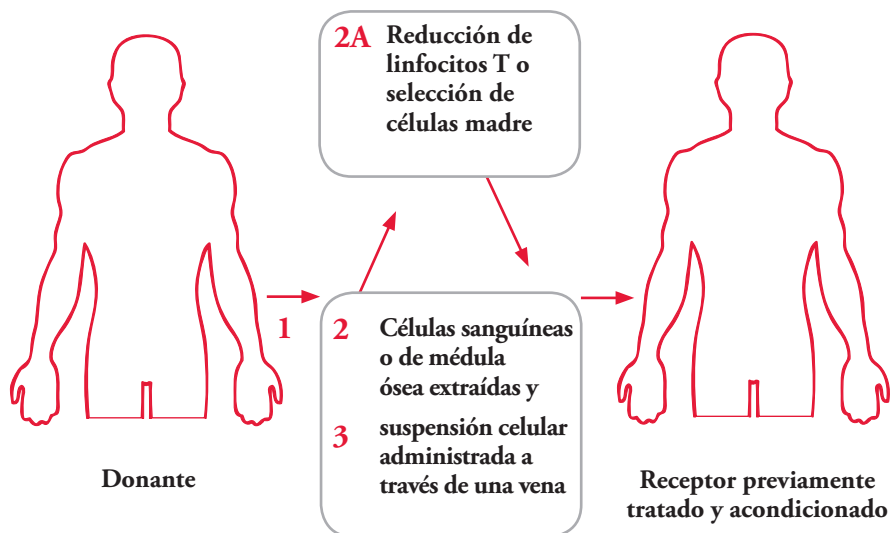 2A Reducción de
linfocitos T o
selección de
células madre
1
2 Células sanguíneas
o de médula
ósea extraídas y
3 suspensión celular
administrada a
través de una vena
Donante
Receptor previamente
tratado y acondicionado